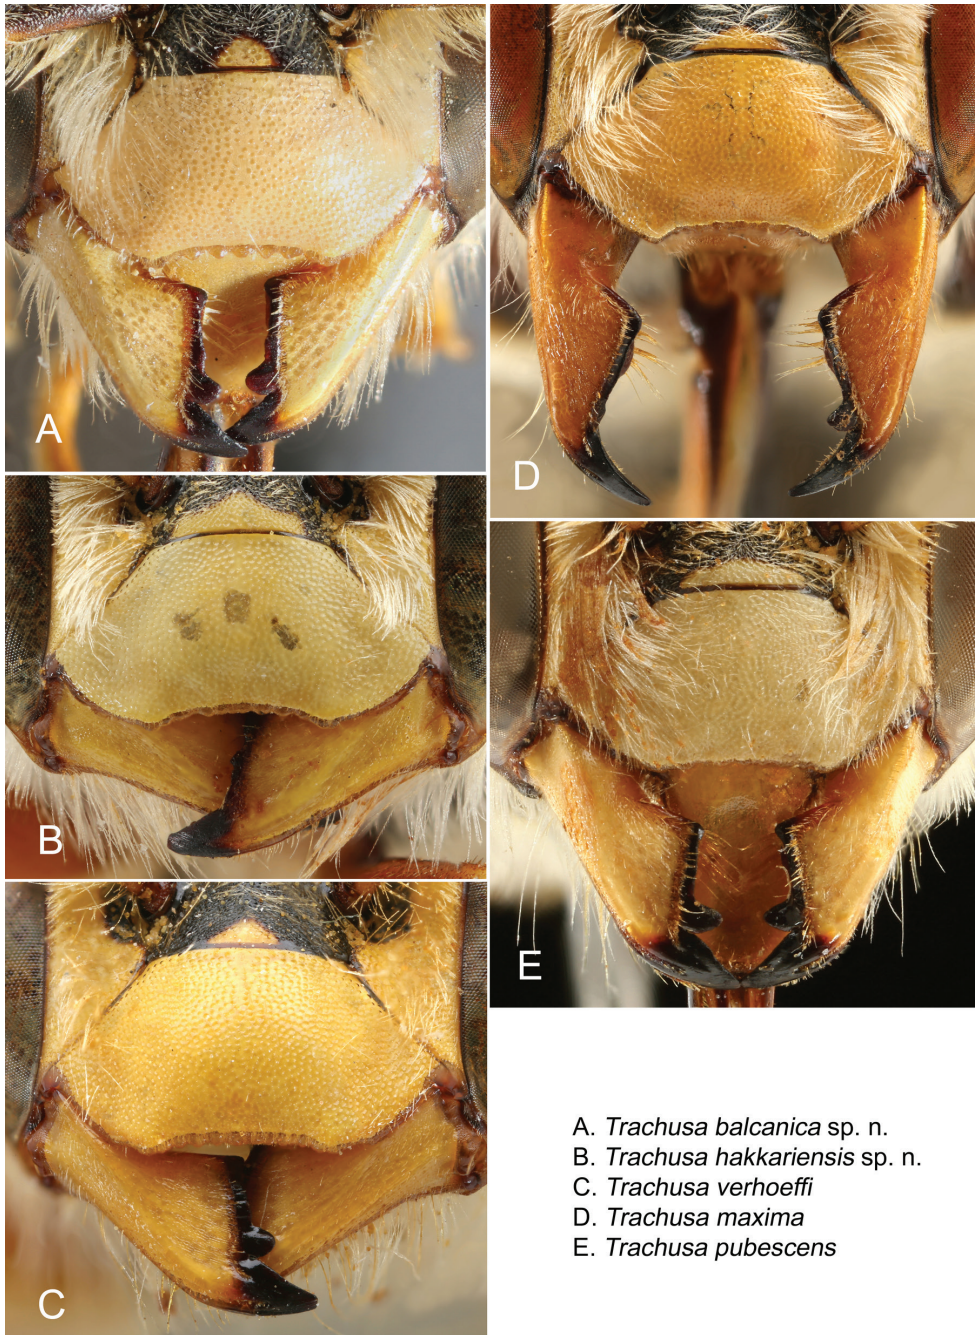 A
D
B
E
C
A. Trachusa balcanica sp. n.
B. Trachusa hakkariensis sp. n.
C. Trachusa verhoeffi
D. Trachusa maxima
E. Trachusa pubescens